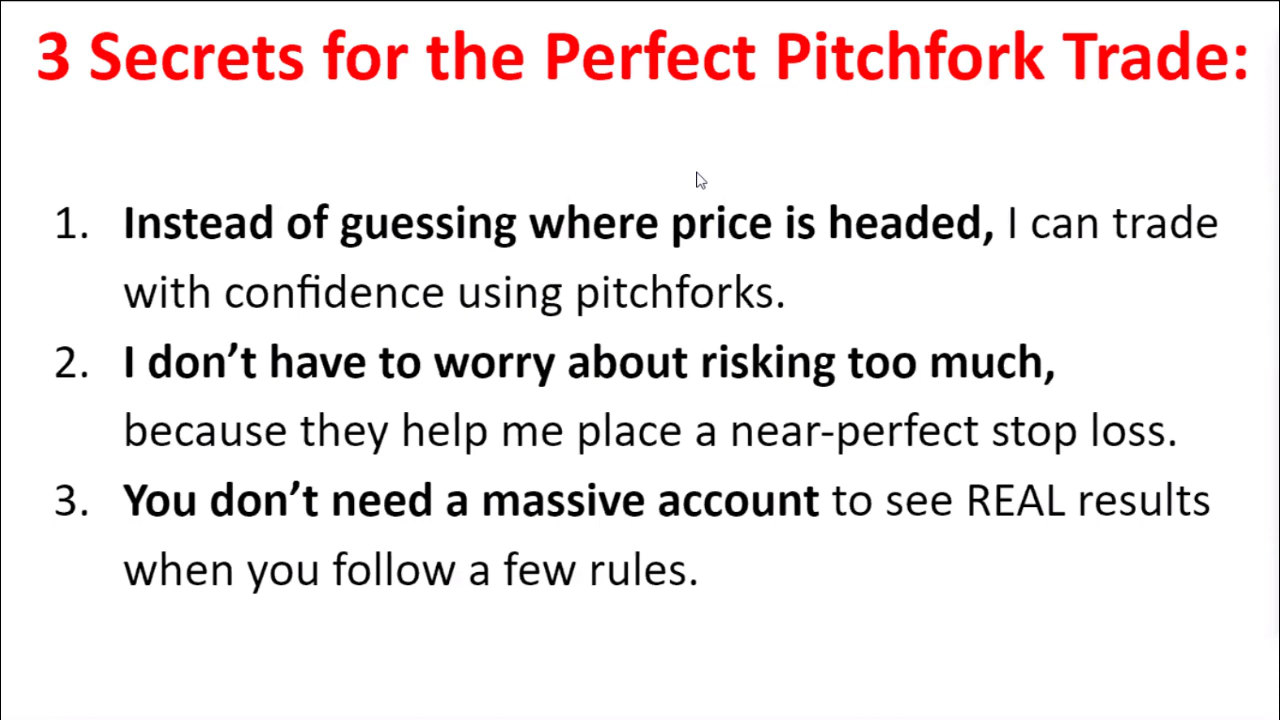 3 Secrets for the Perfect Pitchfork Trade:
1. Instead of guessing where price is headed, I can trade
with confidence using pitchforks.
2. I don’t have to worry about risking too much,
because they help me place a near-perfect stop loss.
3. You don’t need a massive account to see REAL results
when you follow a few rules.